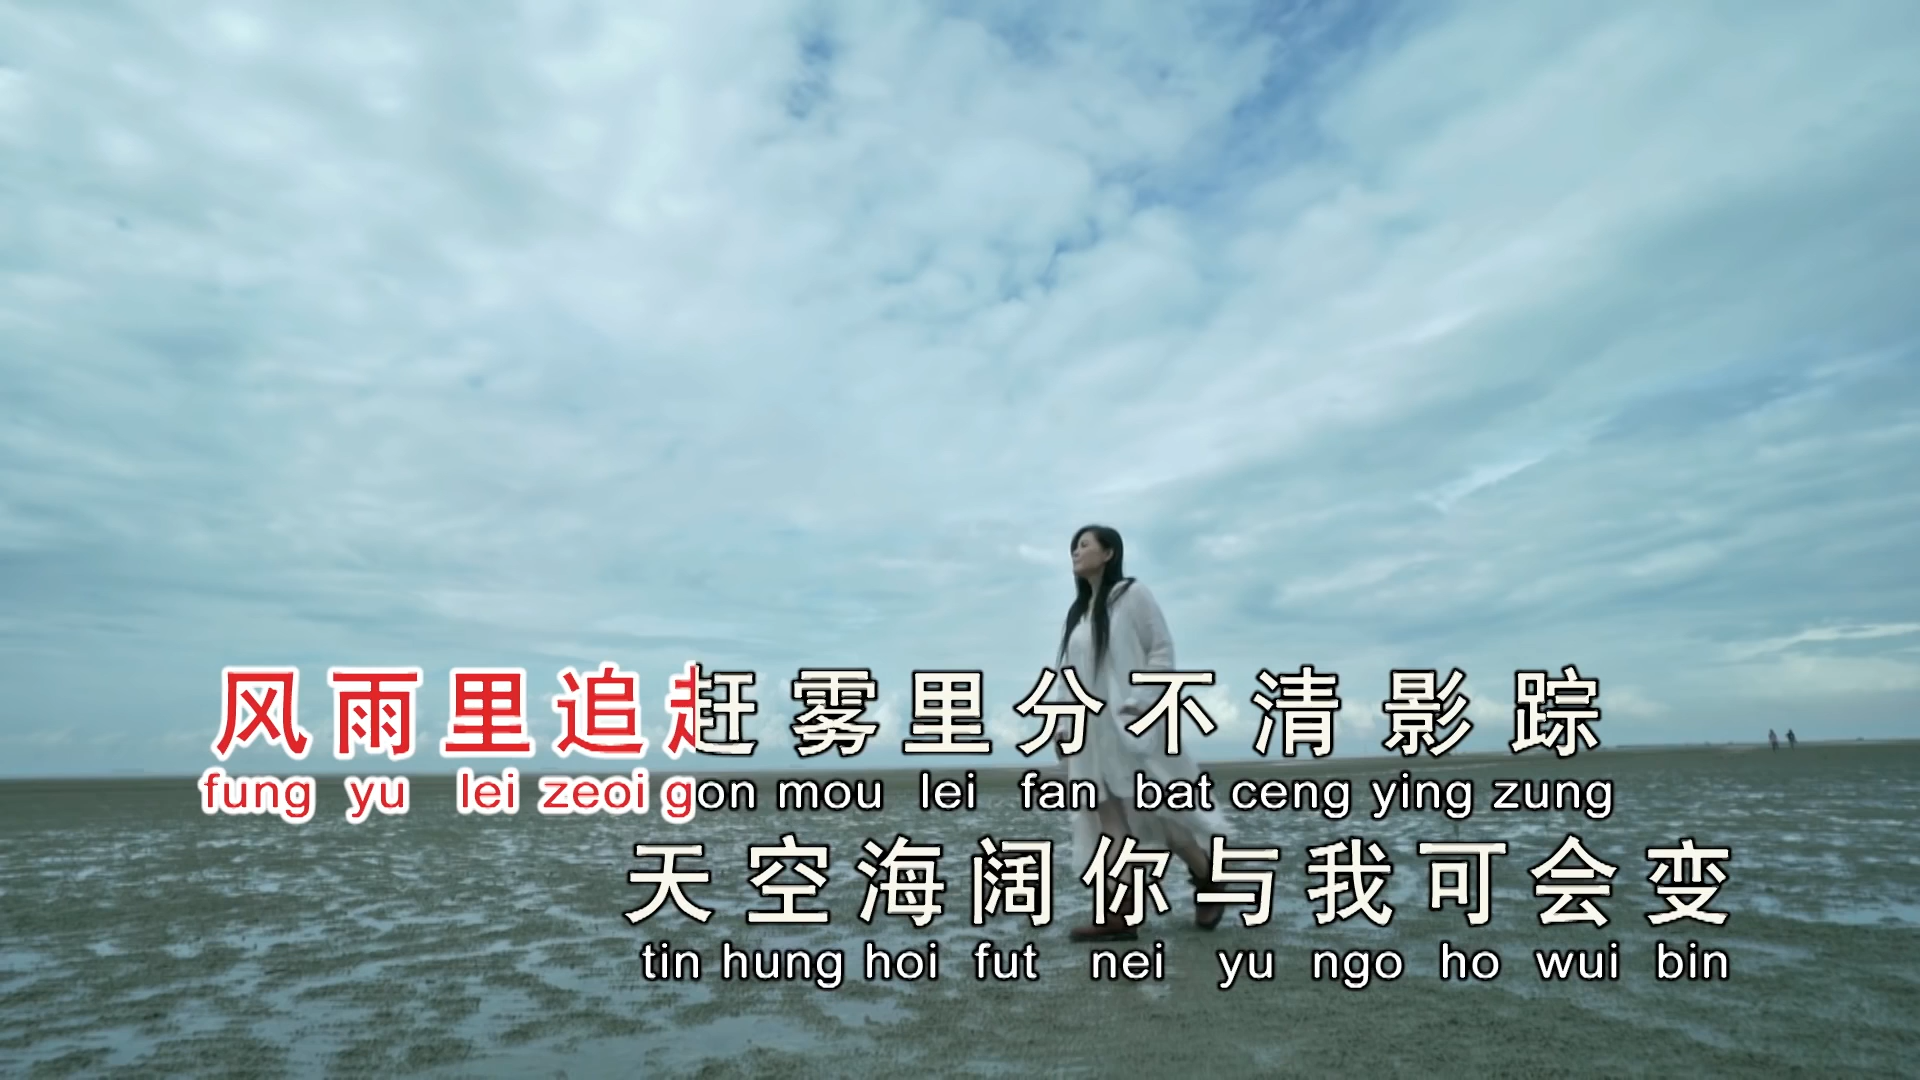 风雨里追赶雾里分不清影踪
fung yu lei zeoi gon mou lei fan bat ceng ying zung
天空海阔你与我可会变
tin hung hoi fut nei yu ngo ho wui bin